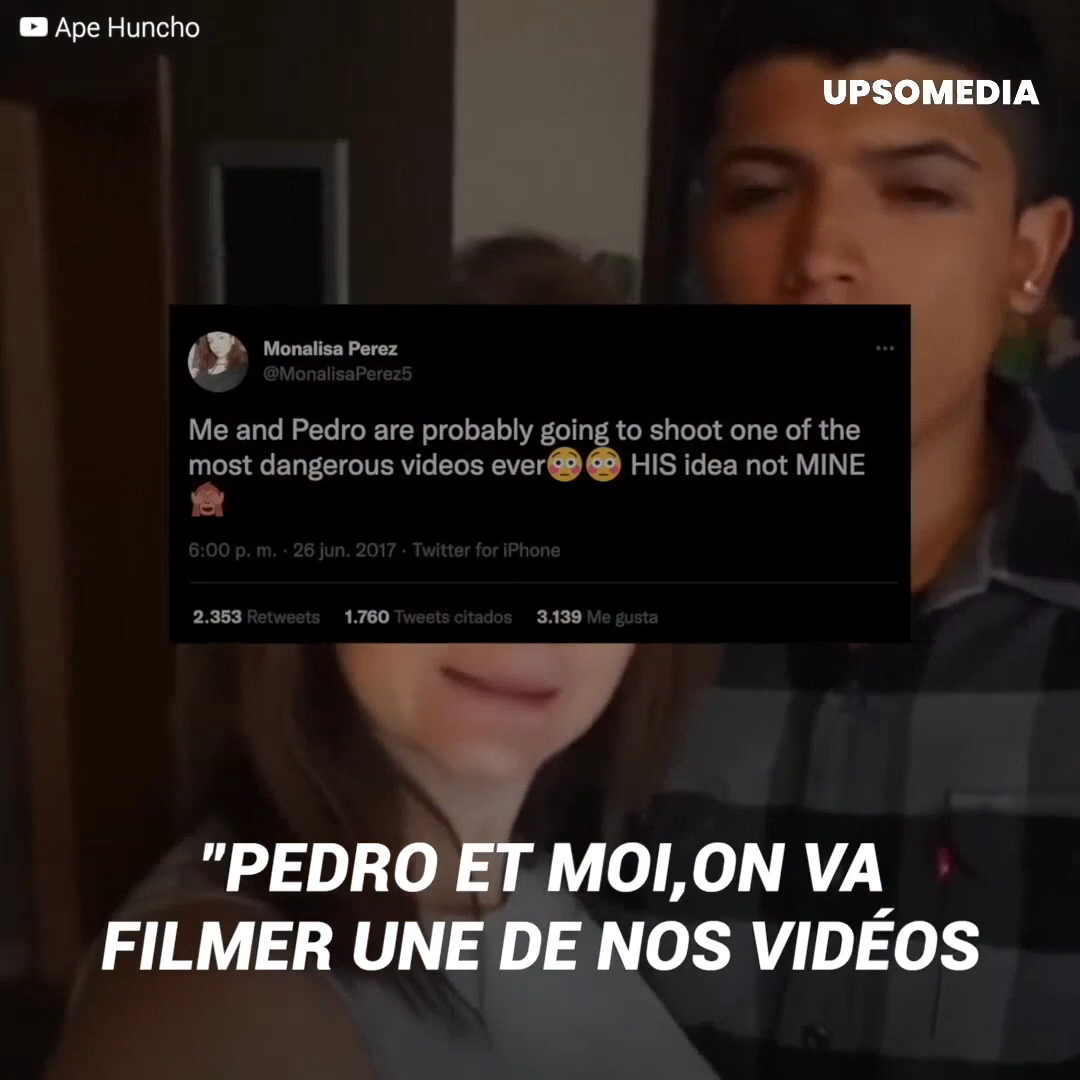 Ape Huncho
UPSOMEDIA
Monalisa Perez
@MonalisaPerez5
Me and Pedro are probably going to shoot one of the
most dangerous videos ever😳😳 HIS idea not MINE
🙈
6:00 p. m. · 26 jun. 2017 · Twitter for iPhone
2.353 Retweets 1.760 Tweets citados 3.139 Me gusta
"PEDRO ET MOI,ON VA
FILMER UNE DE NOS VIDÉOS